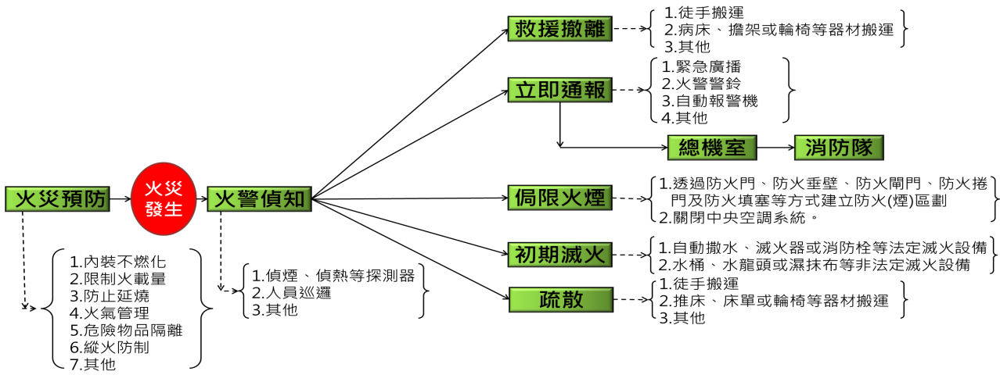 火災預防
火災
發生
火警偵知
1.內裝不燃化
2.限制火載量
3.防止延燒
4.火氣管理
5.危險物品隔離
6.縱火防制
7.其他
1.偵煙、偵熱等探測器
2.人員巡邏
3.其他
救援撤離
1.徒手搬運
2.病床、擔架或輪椅等器材搬運
3.其他
立即通報
1.緊急廣播
2.火警警鈴
3.自動報警機
4.其他
總機室
消防隊
侷限火煙
1.透過防火門、防火垂壁、防火閘門、防火捲
門及防火填塞等方式建立防火(煙)區劃
2.關閉中央空調系統。
初期滅火
1.自動撒水、滅火器或消防栓等法定滅火設備
2.水桶、水龍頭或濕抹布等非法定滅火設備
疏散
1.徒手搬運
2.推床、床單或輪椅等器材搬運
3.其他